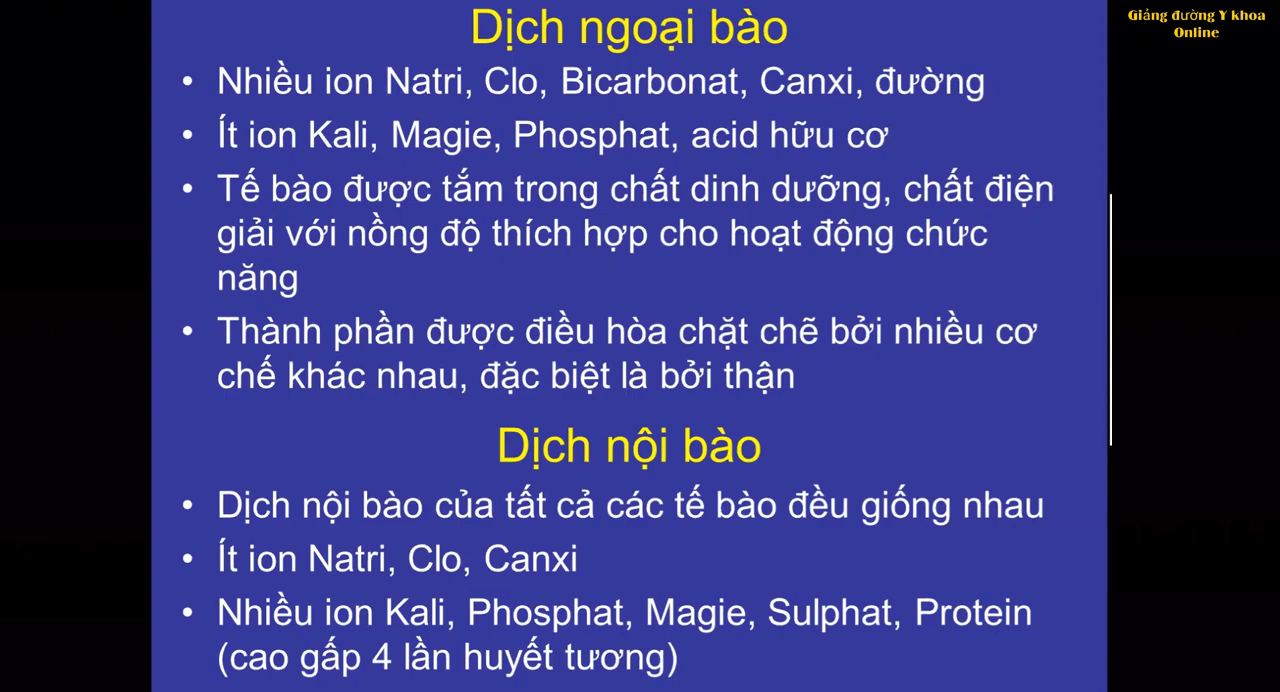 Dịch ngoại bào
• Nhiều ion Natri, Clo, Bicarbonat, Canxi, đường
• Ít ion Kali, Magie, Phosphat, acid hữu cơ
• Tế bào được tắm trong chất dinh dưỡng, chất điện
giải với nồng độ thích hợp cho hoạt động chức
năng
• Thành phần được điều hòa chặt chẽ bởi nhiều cơ
chế khác nhau, đặc biệt là bởi thận
Dịch nội bào
• Dịch nội bào của tất cả các tế bào đều giống nhau
• Ít ion Natri, Clo, Canxi
• Nhiều ion Kali, Phosphat, Magie, Sulphat, Protein
(cao gấp 4 lần huyết tương)
Giảng đường Y khoa
Online